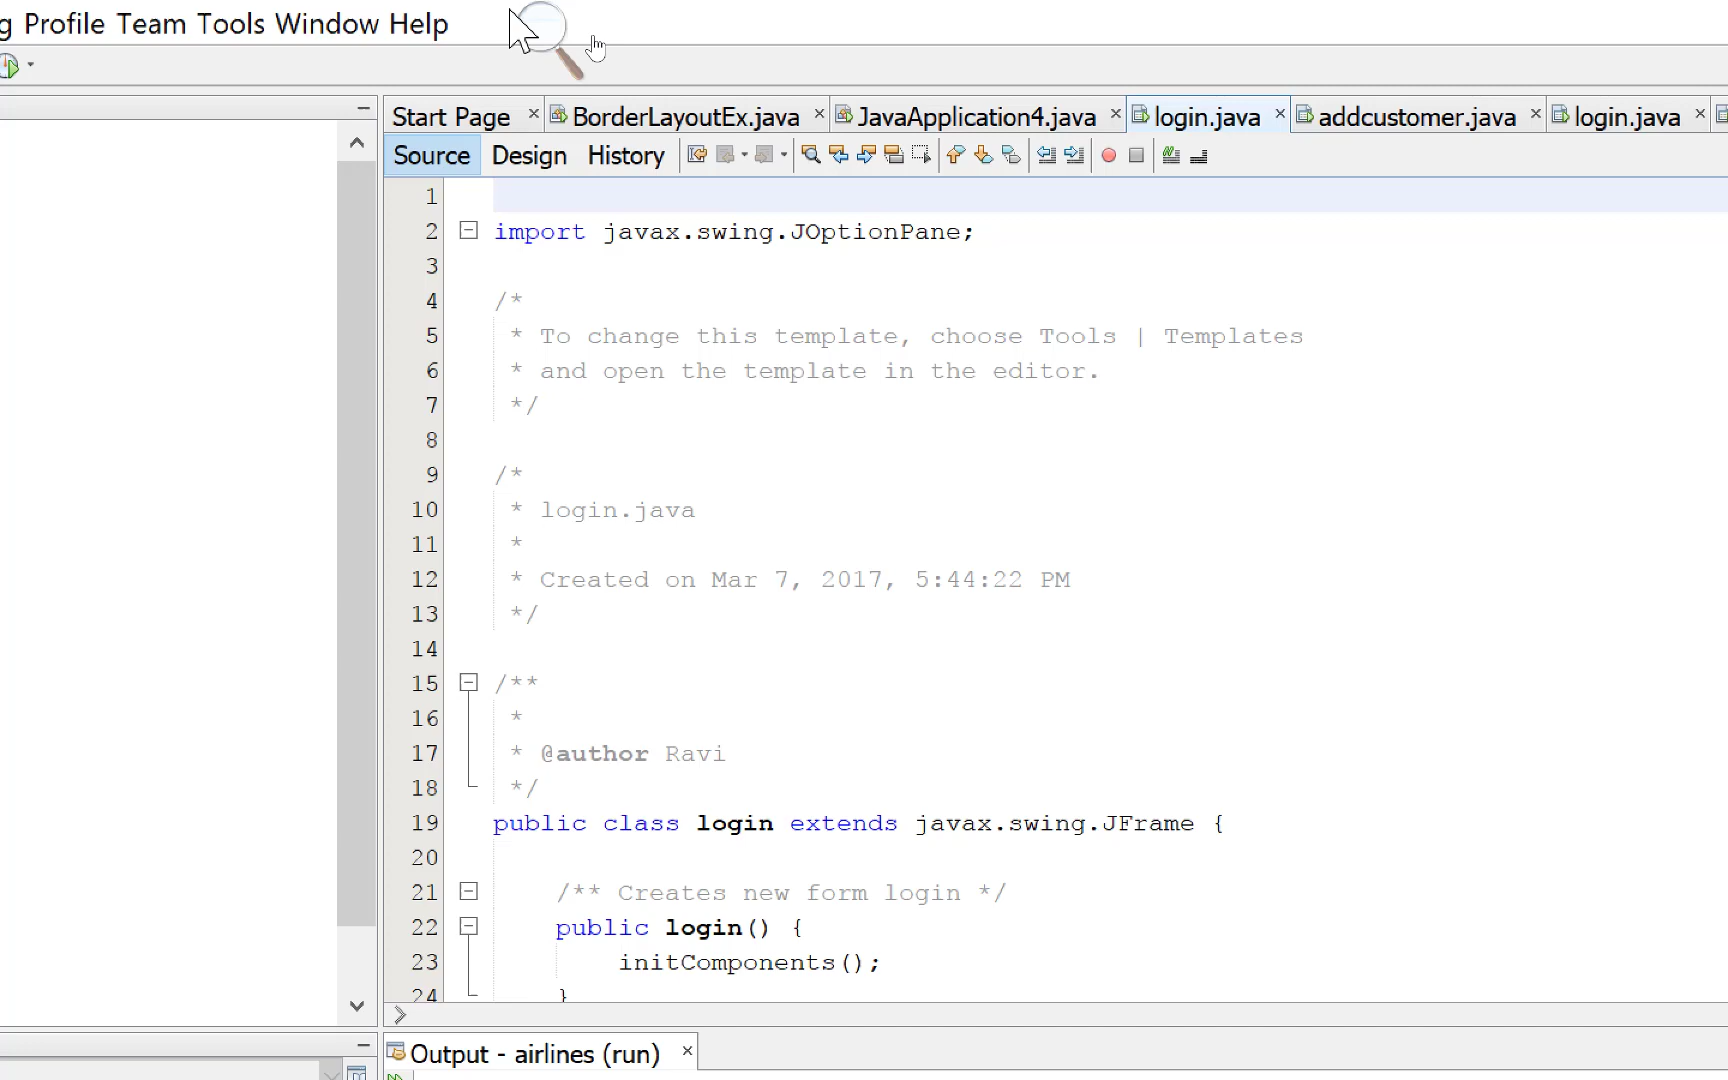 g Profile Team Tools Window Help
Start Page BorderLayoutEx.java JavaApplication4.java login.java addcustomer.java login.java
Source Design History
1
2 import javax.swing.JOptionPane;
3
4 /*
5 * To change this template, choose Tools | Templates
6 * and open the template in the editor.
7 */
8
9 /*
10 * login.java
11 *
12 * Created on Mar 7, 2017, 5:44:22 PM
13 */
14
15 /**
16 *
17 * @author Ravi
18 */
19 public class login extends javax.swing.JFrame {
20
21 /** Creates new form login */
22 public login() {
23 initComponents();
24 }
Output - airlines (run)